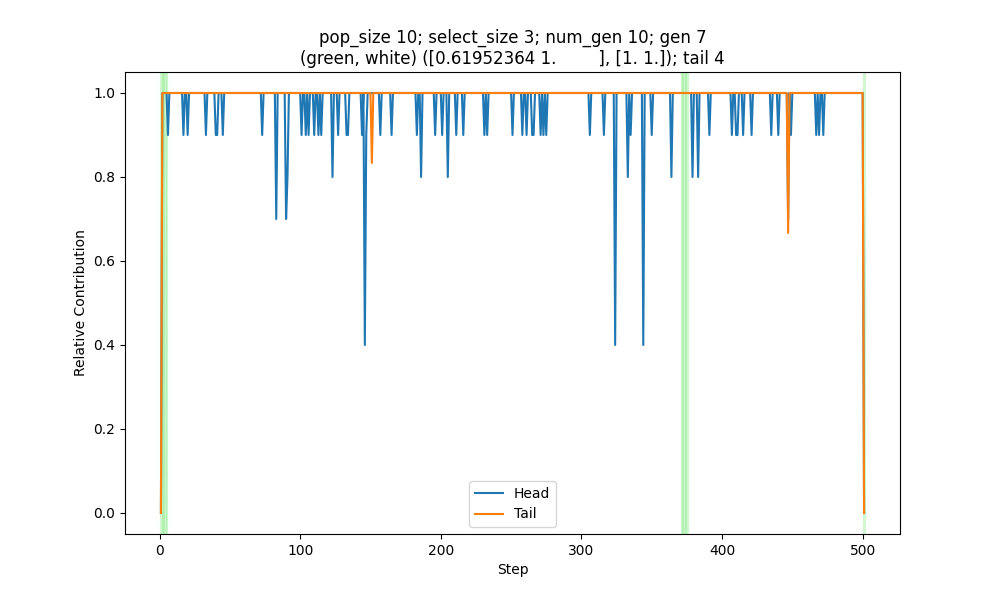 pop_size 10; select_size 3; num_gen 10; gen 7
(green, white) ([0.61952364 1.        ], [1. 1.]); tail 4
1.0
0.8
0.6
0.4
0.2
0.0
Relative Contribution
Head
Tail
0 100 200 300 400 500
Step